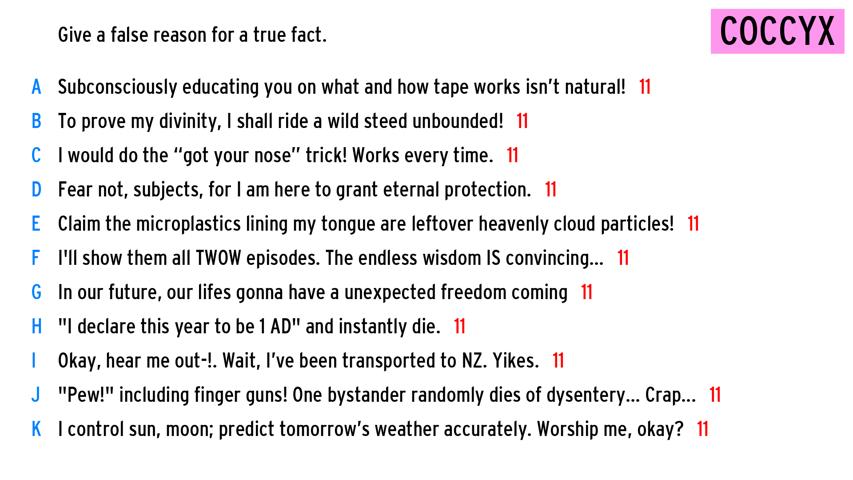 Give a false reason for a true fact.
COCCYX
A Subconsciously educating you on what and how tape works isn't natural! 11
B To prove my divinity, I shall ride a wild steed unbounded! 11
C I would do the “got your nose” trick! Works every time. 11
D Fear not, subjects, for I am here to grant eternal protection. 11
E Claim the microplastics lining my tongue are leftover heavenly cloud particles! 11
F I'll show them all TWOW episodes. The endless wisdom IS convincing... 11
G In our future, our lifes gonna have a unexpected freedom coming 11
H "I declare this year to be 1 AD" and instantly die. 11
I Okay, hear me out-!. Wait, I've been transported to NZ. Yikes. 11
J "Pew!" including finger guns! One bystander randomly dies of dysentery... Crap... 11
K I control sun, moon; predict tomorrow's weather accurately. Worship me, okay? 11